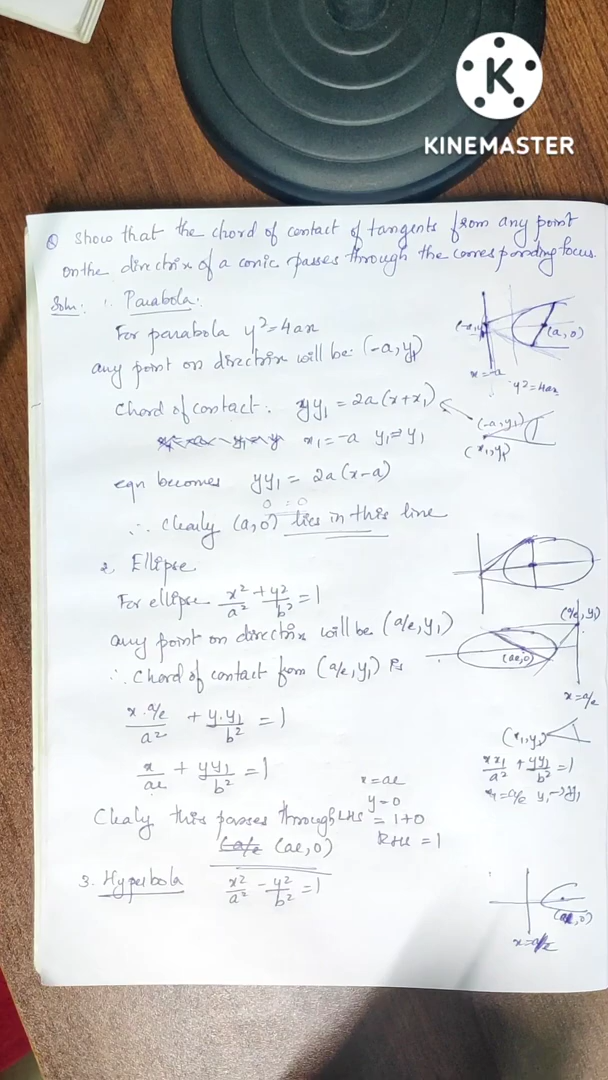 KINEMASTER
Q show that the chord of contact of tangents from any point
on the directrix of a conic passes through the corresponding focus.
Soln: 1. Parabola.
For parabola y²=4ax
any point on directrix will be (-a, y₁)
(a, 0)
x=-a
y²=4ax
Chord of contact: yy₁ = 2a(x+x₁)
(-a, y₁)
x₁=-a y₁=y₁
(x₁, y₁)
eqn becomes yy₁ = 2a(x-a)
0 = 0
∴ Clearly (a, 0) lies in this line
2. Ellipse
For ellipse x²/a² + y²/b² = 1
any point on directrix will be (a/e, y₁)
(a/e, y₁)
∴ Chord of contact from (a/e, y₁) is
(ae, 0)
x=a/e
x·a/e/a² + y·y₁/b² = 1
(x₁, y₁)
xx₁/a² + yy₁/b² = 1
x₁=a/e y₁→y₁
x/ae + yy₁/b² = 1
x=ae
y=0
Clealy this passes through LHS = 1+0
(ae, 0)
RHS = 1
3. Hyperbola x²/a² - y²/b² = 1
x=a/e